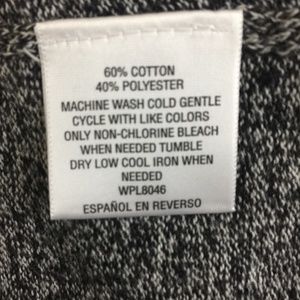 60% COTTON
40% POLYESTER
MACHINE WASH COLD GENTLE
CYCLE WITH LIKE COLORS
ONLY NON-CHLORINE BLEACH
WHEN NEEDED TUMBLE
DRY LOW COOL IRON WHEN
NEEDED
WPL8046
ESPAÑOL EN REVERSO